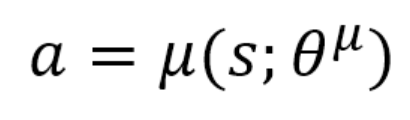 a = μ(s; θ^μ)